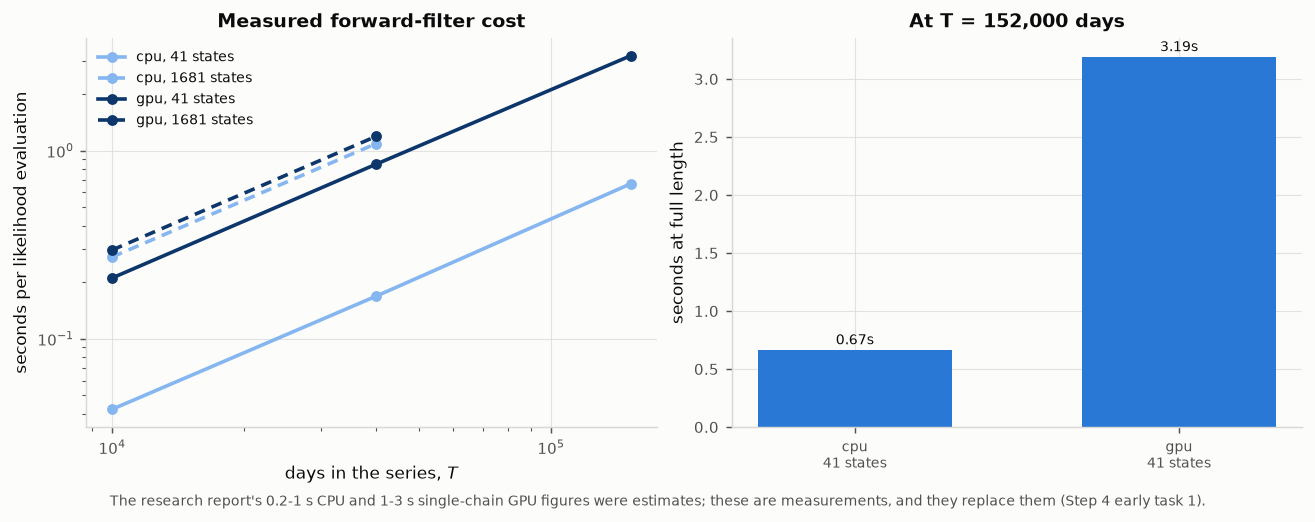 Measured forward-filter cost
cpu, 41 states
cpu, 1681 states
gpu, 41 states
gpu, 1681 states
seconds per likelihood evaluation
10⁰
10⁻¹
10⁴
10⁵
days in the series, T
At T = 152,000 days
seconds at full length
3.0
2.5
2.0
1.5
1.0
0.5
0.0
0.67s
3.19s
cpu
41 states
gpu
41 states
The research report's 0.2-1 s CPU and 1-3 s single-chain GPU figures were estimates; these are measurements, and they replace them (Step 4 early task 1).